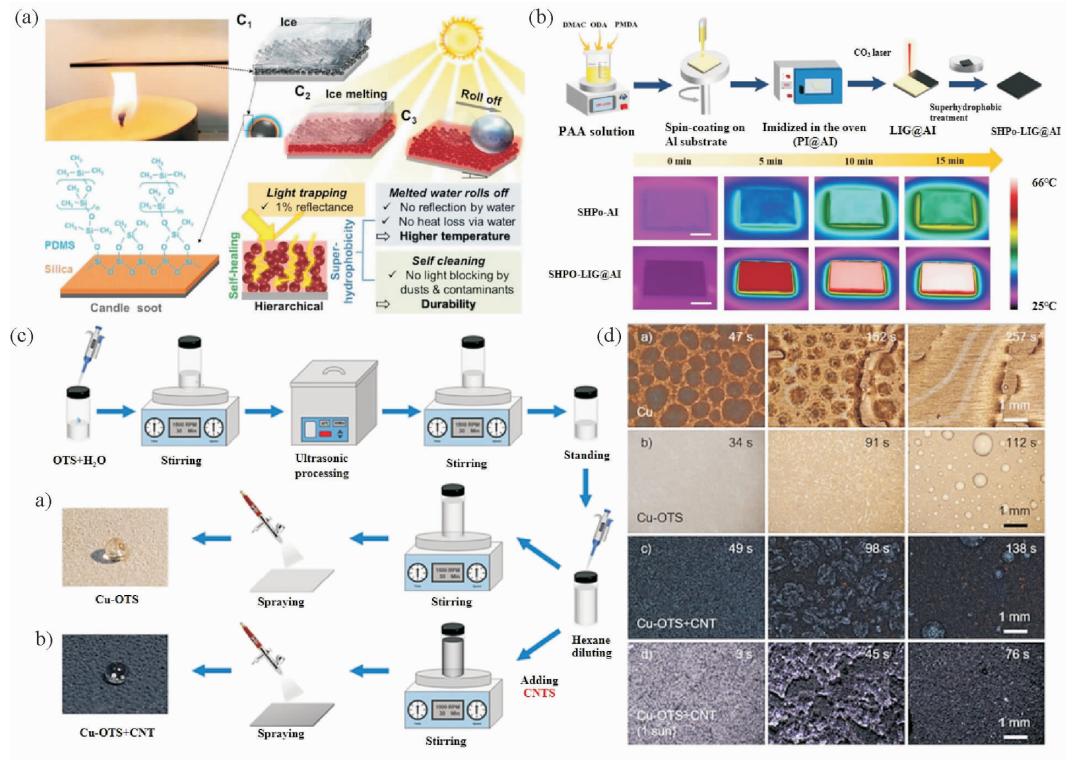 (a)
C₁
Ice
C₂
Ice melting
C₃
Roll off
CH₃
PDMS
Silica
Candle soot
Light trapping
✓ 1% reflectance
Self-healing
Super-
hydrophobicity
Hierarchical
Melted water rolls off
✓ No reflection by water
✓ No heat loss via water
⇨ Higher temperature
Self cleaning
✓ No light blocking by
dusts & contaminants
⇨ Durability
(b)
DMAC ODA PMDA
CO₂ laser
PAA solution
Spin-coating on
Al substrate
Imidized in the oven
(PI@AI)
LIG@AI
Superhydrophobic
treatment
SHPo-LIG@AI
0 min
5 min
10 min
15 min
SHPo-AI
SHPO-LIG@AI
66°C
25°C
(c)
OTS+H₂O
Stirring
Ultrasonic
processing
Stirring
Standing
a)
Cu-OTS
Spraying
Stirring
Hexane
diluting
b)
Adding
CNTS
Cu-OTS+CNT
Spraying
Stirring
(d)
a)
47 s
152 s
257 s
Cu
1 mm
b)
34 s
91 s
112 s
Cu-OTS
1 mm
c)
49 s
98 s
138 s
Cu-OTS+CNT
1 mm
d)
3 s
45 s
76 s
Cu-OTS+CNT
(1 sun)
1 mm